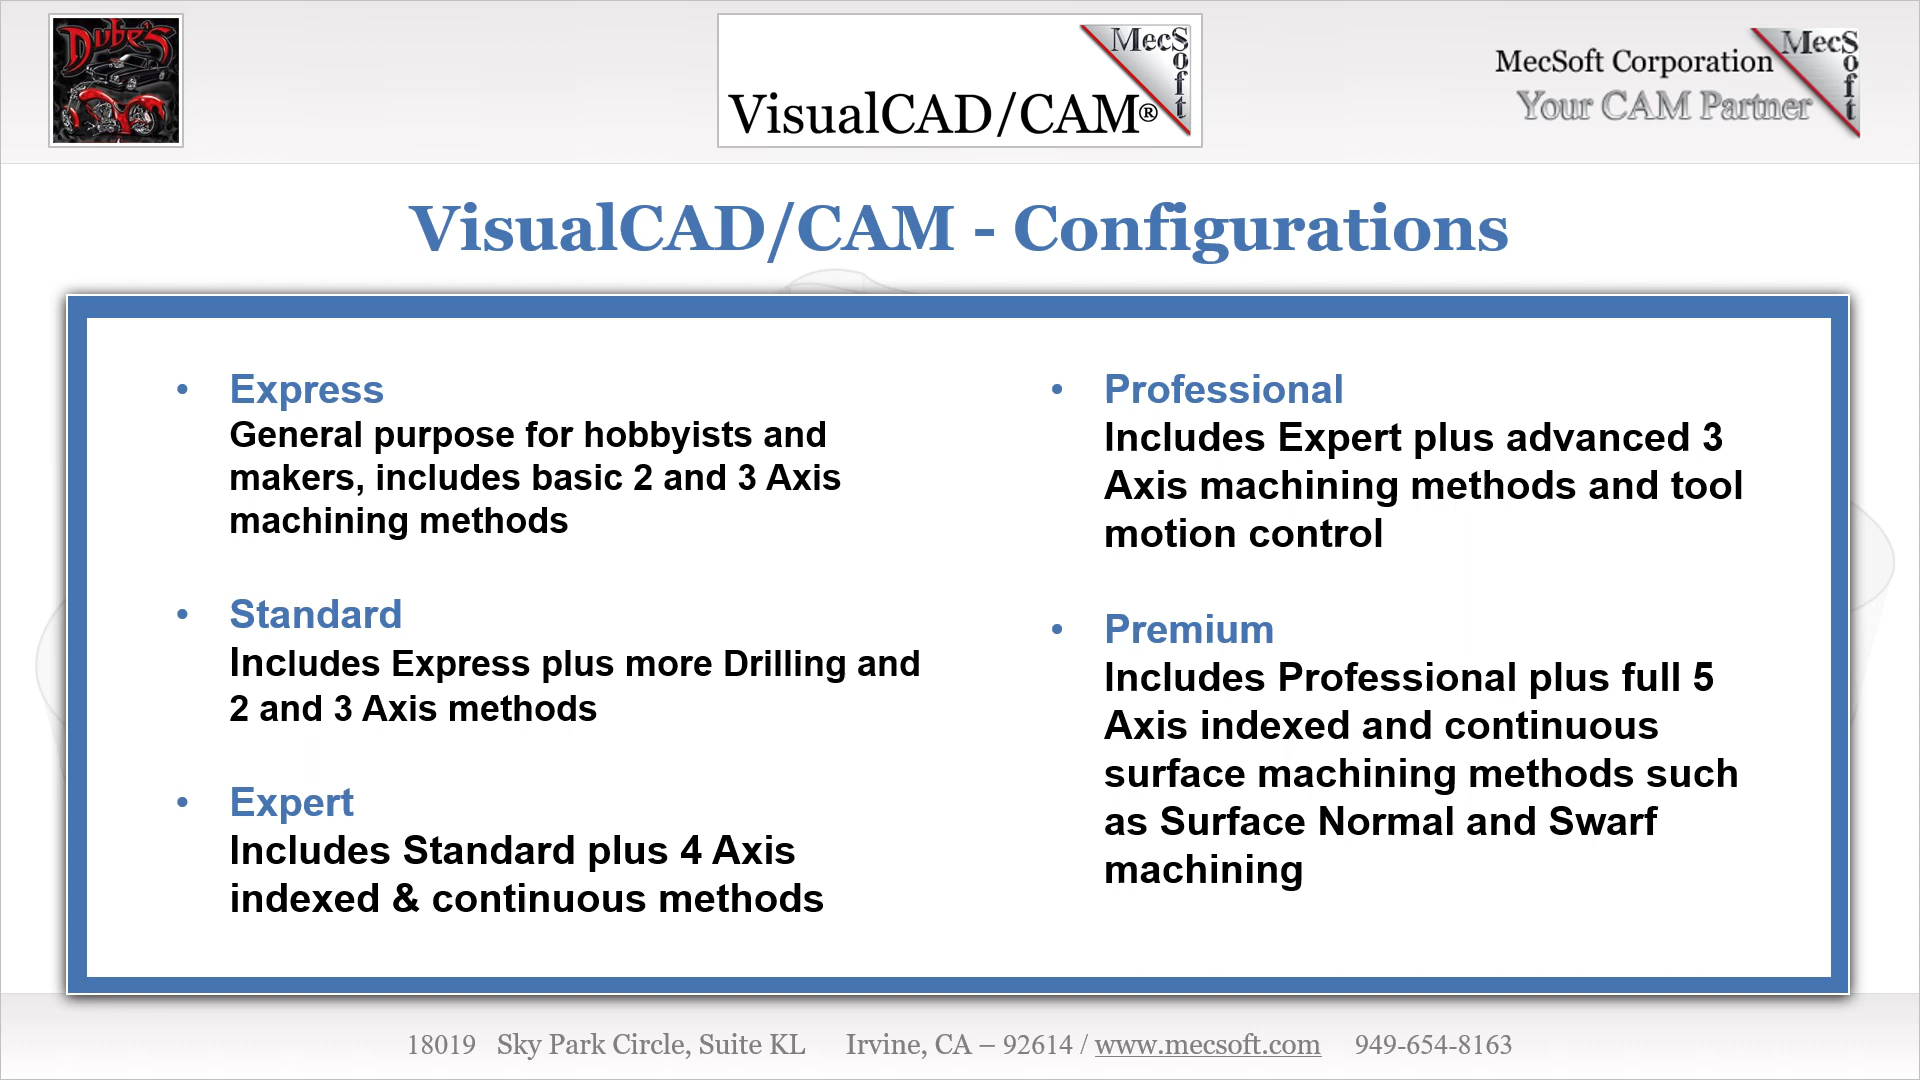 Dube's
VisualCAD/CAM®
MecSoft
MecSoft Corporation
Your CAM Partner
MecSoft
VisualCAD/CAM - Configurations
• Express
General purpose for hobbyists and
makers, includes basic 2 and 3 Axis
machining methods
• Standard
Includes Express plus more Drilling and
2 and 3 Axis methods
• Expert
Includes Standard plus 4 Axis
indexed & continuous methods
• Professional
Includes Expert plus advanced 3
Axis machining methods and tool
motion control
• Premium
Includes Professional plus full 5
Axis indexed and continuous
surface machining methods such
as Surface Normal and Swarf
machining
18019 Sky Park Circle, Suite KL Irvine, CA – 92614 / www.mecsoft.com 949-654-8163